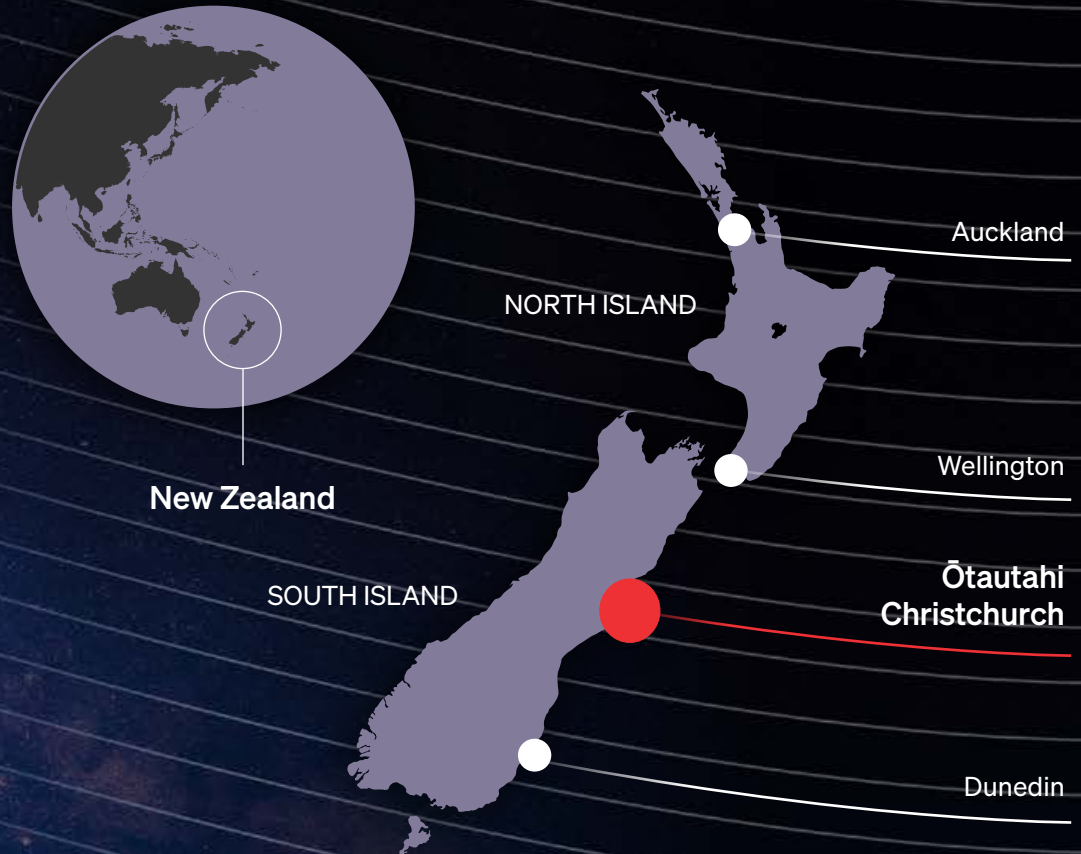 Auckland
NORTH ISLAND
Wellington
New Zealand
Ōtautahi
Christchurch
SOUTH ISLAND
Dunedin